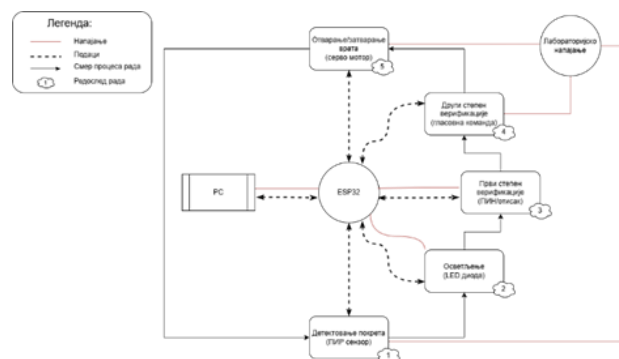 Легенда:
Напајање
Подаци
Смер процеса рада
1
Редослед рада
Отварање/затварање
врата
(серво мотор)
5
Лабораторијско
напајање
Други степен
верификације
(гласовна команда)
4
PC
ESP32
Први степен
верификације
(ПИН/отисак)
3
Осветљење
(LED диода)
2
Детектовање покрета
(ПИР сензор)
1